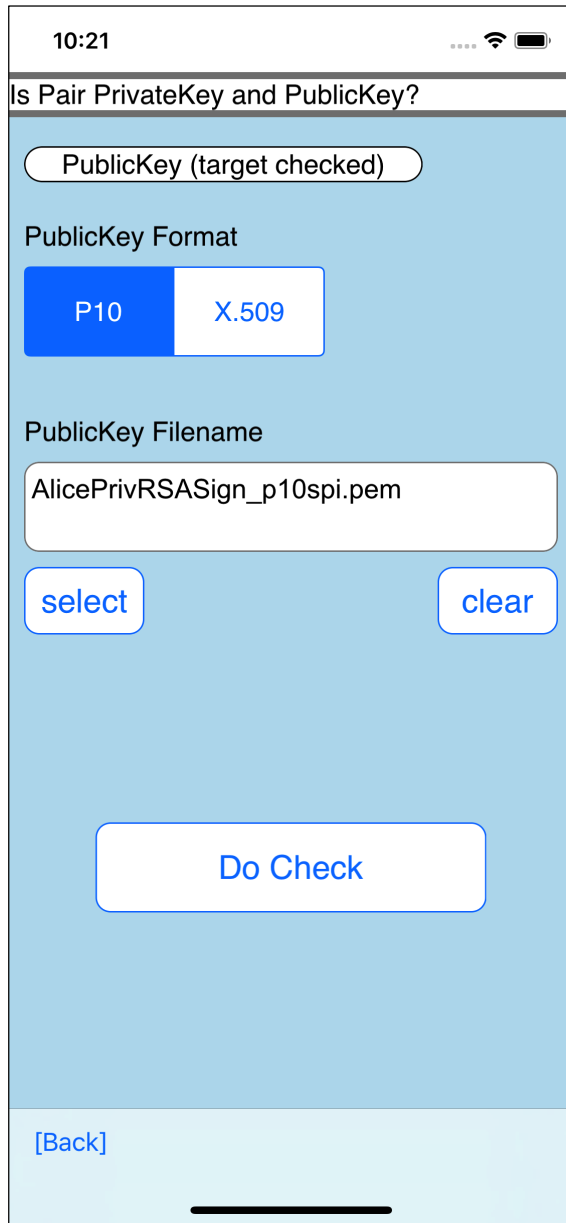 10:21
Is Pair PrivateKey and PublicKey?
PublicKey (target checked)
PublicKey Format
P10 X.509
PublicKey Filename
AlicePrivRSASign_p10spi.pem
select clear
Do Check
[Back]